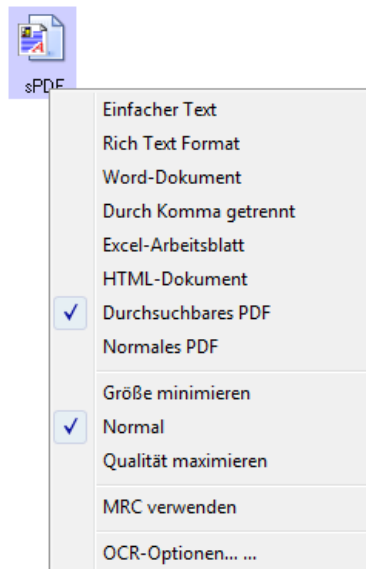 sPDF
Einfacher Text
Rich Text Format
Word-Dokument
Durch Komma getrennt
Excel-Arbeitsblatt
HTML-Dokument
Durchsuchbares PDF
Normales PDF
Größe minimieren
Normal
Qualität maximieren
MRC verwenden
OCR-Optionen... ...